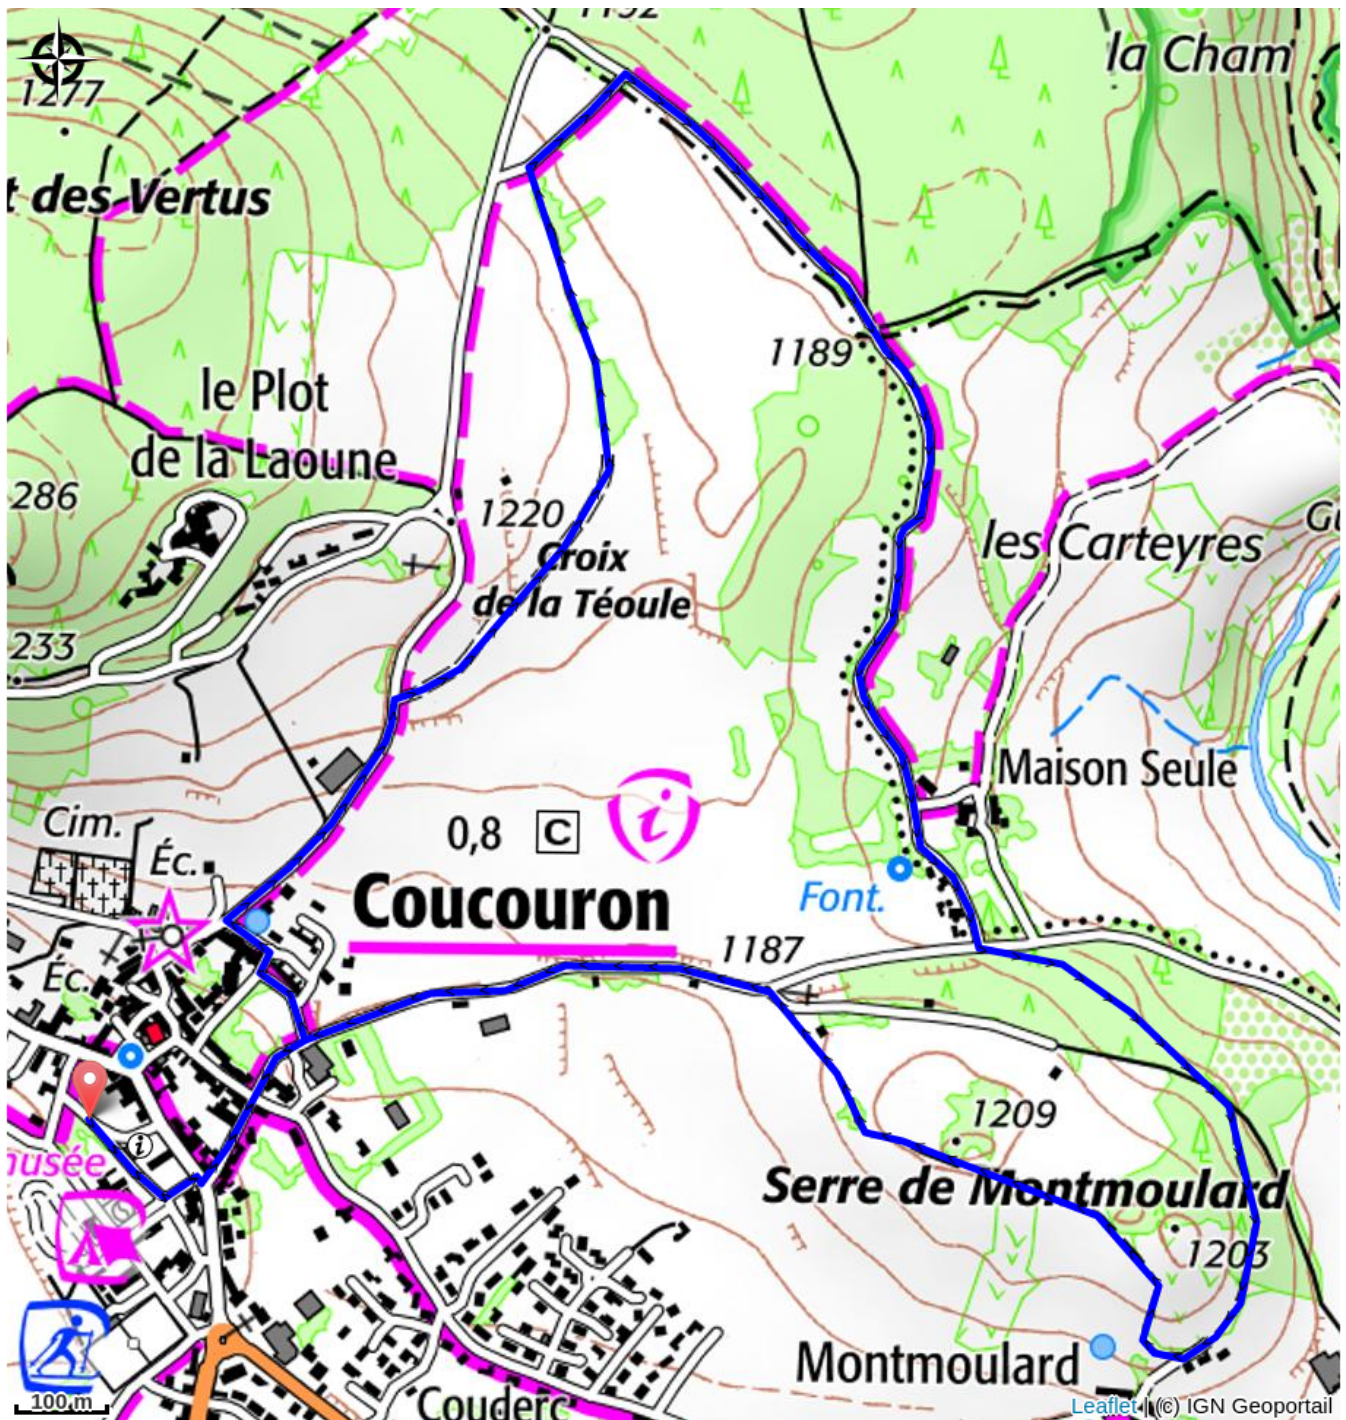 la Cham
1277
t des Vertus
1189
le Plot
de la Laoune
286
1220
les Carteyres
Croix
de la Téoule
233
Maison Seule
Cim.
0,8 C
Éc.
i
Coucouron
Font.
1187
Éc.
1209
i
musée
Serre de Montmoulard
1203
Montmoulard
Couderc
100 m
Leaflet | (c) IGN Geoportail